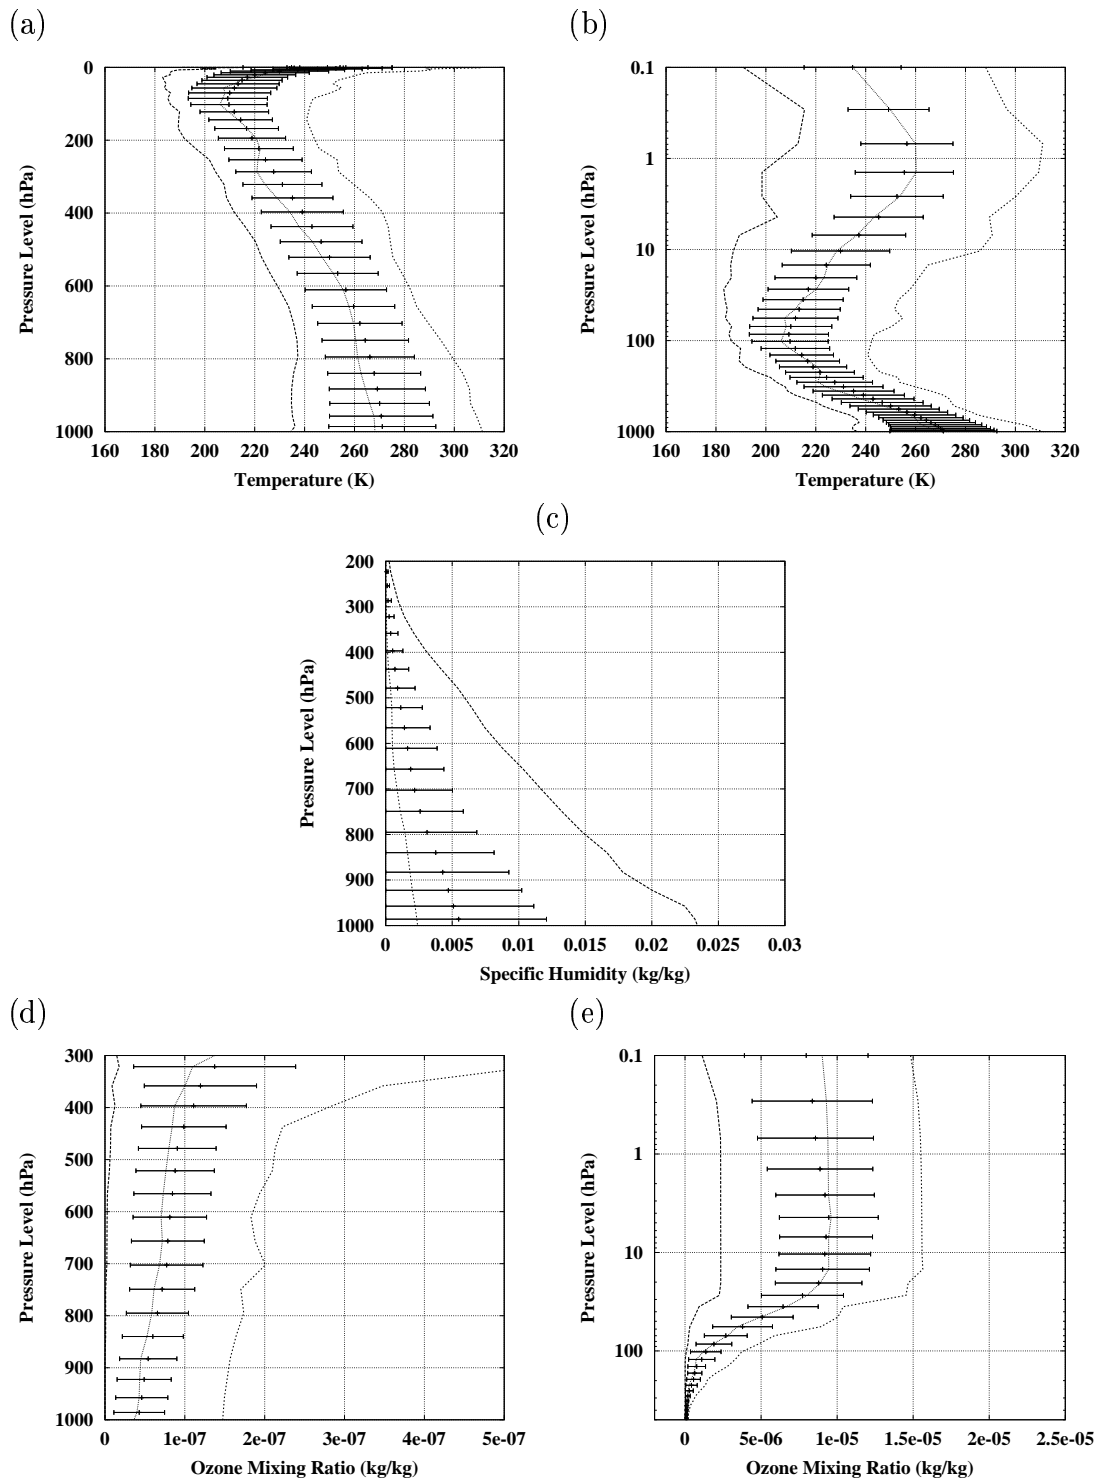 (a)
(b)
0
200
400
600
800
1000
160 200 240 280 320
Pressure Level (hPa)
Temperature (K)
0.1
1
10
100
1000
160 180 200 220 240 260 280 300 320
Pressure Level (hPa)
Temperature (K)
(c)
200
300
400
500
600
700
800
900
1000
0 0.005 0.01 0.015 0.02 0.025 0.03
Pressure Level (hPa)
Specific Humidity (kg/kg)
(d)
(e)
300
400
500
600
700
800
900
1000
0 1e-07 2e-07 3e-07 4e-07 5e-07
Pressure Level (hPa)
Ozone Mixing Ratio (kg/kg)
0.1
1
10
100
0 5e-06 1e-05 1.5e-05 2e-05 2.5e-05
Pressure Level (hPa)
Ozone Mixing Ratio (kg/kg)